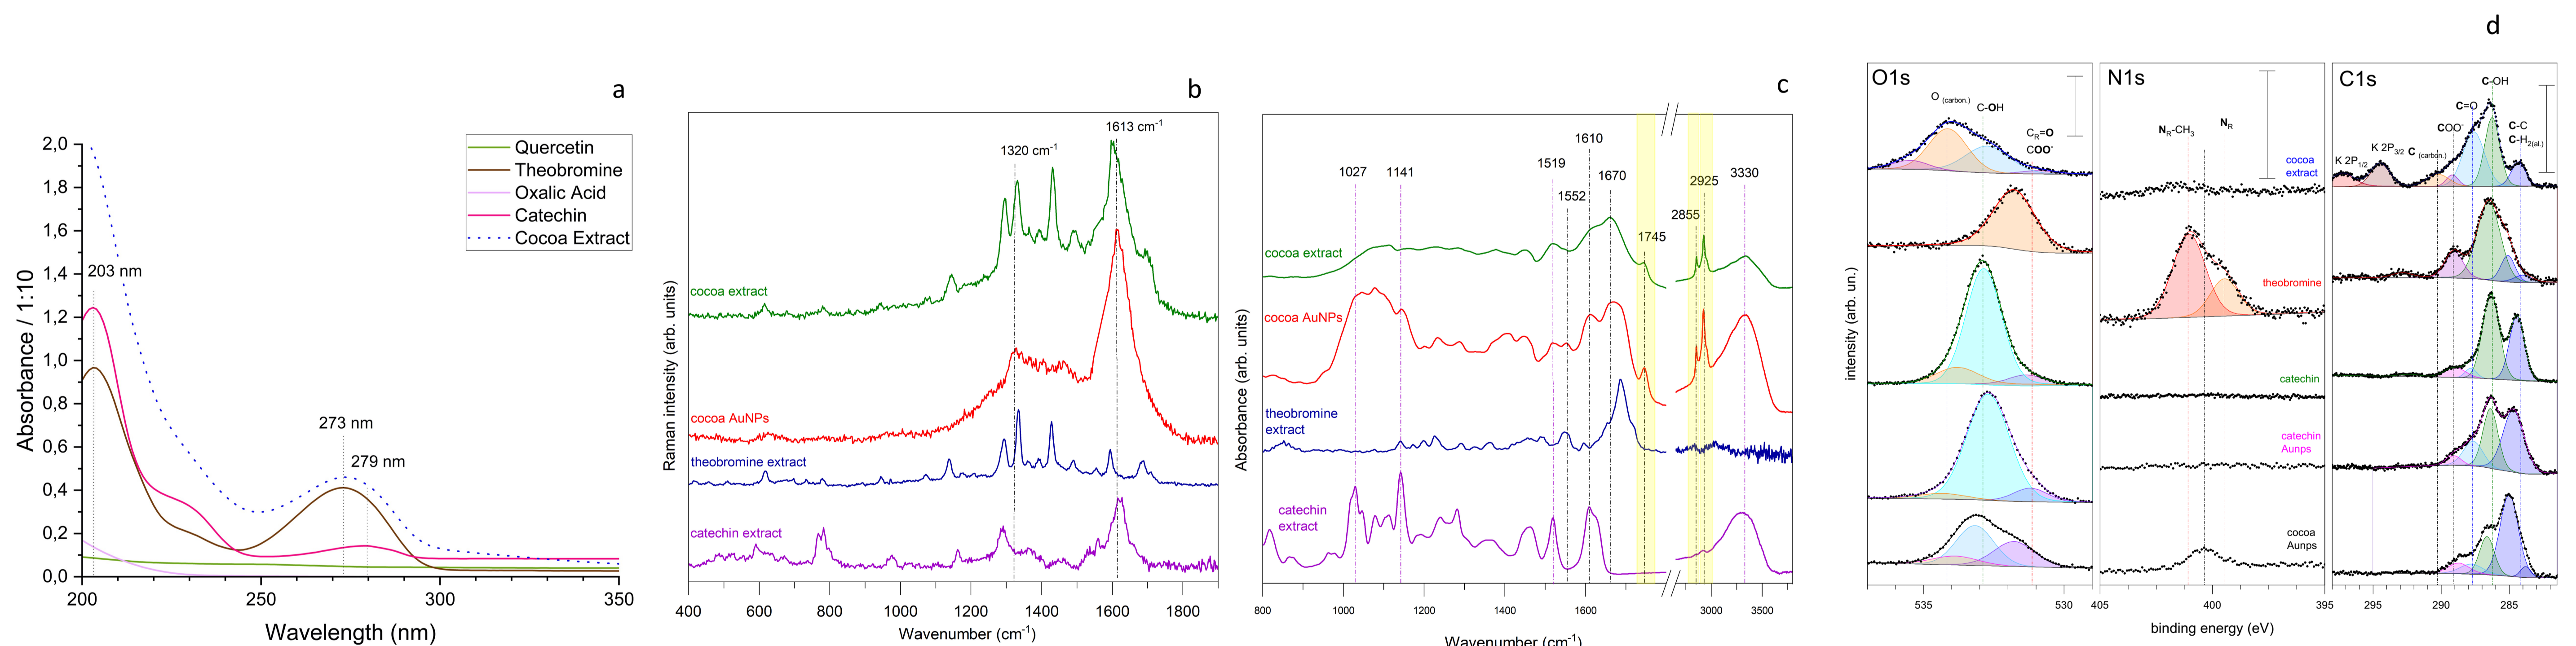 a
Quercetin
Theobromine
Oxalic Acid
Catechin
Cocoa Extract
2,0
1,8
1,6
1,4
1,2
1,0
0,8
0,6
0,4
0,2
0,0
203 nm
273 nm
279 nm
Absorbance / 1:10
200 250 300 350
Wavelength (nm)
b
1613 cm-1
1320 cm-1
cocoa extract
cocoa AuNPs
theobromine extract
catechin extract
Raman intensity (arb. units)
400 600 800 1000 1200 1400 1600 1800
Wavenumber (cm-1)
c
1610
1519
1027 1141 1670 2925 3330
1552
2855
1745
cocoa extract
cocoa AuNPs
theobromine
extract
catechin
extract
Absorbance (arb. units)
800 1000 1200 1400 1600 3000 3500
Wavenumber (cm-1)
d
O1s
O (carbon.)
C-OH
CR=O
COO-
N1s
NR-CH3
NR
cocoa
extract
theobromine
catechin
catechin
Aunps
cocoa
Aunps
C1s
C-OH
C=O
COO-
C-C
C-H2(al.)
K 2P1/2
K 2P3/2
C (carbon.)
intensity (arb. un.)
535 530
405 400 395
295 290 285
binding energy (eV)